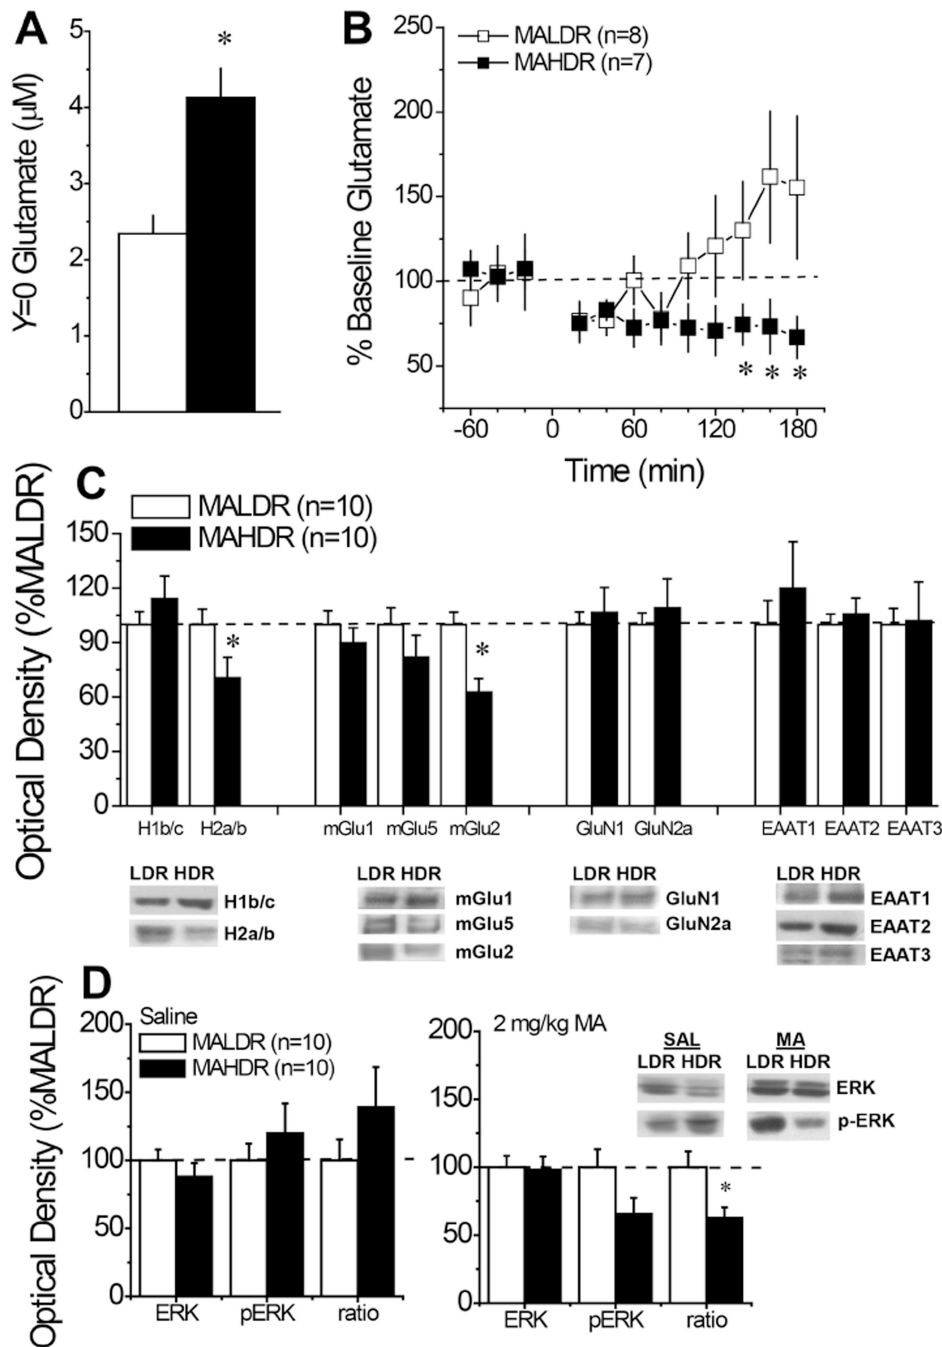 A
Y=0 Glutamate (µM)
5
4
3
2
1
0
*
B
% Baseline Glutamate
250
200
150
100
50
MALDR (n=8)
MAHDR (n=7)
* * *
-60 0 60 120 180
Time (min)
C
Optical Density (%MALDR)
MALDR (n=10)
MAHDR (n=10)
150
120
90
60
30
0
* *
H1b/c H2a/b mGlu1 mGlu5 mGlu2 GluN1 GluN2a EAAT1 EAAT2 EAAT3
LDR HDR
H1b/c
H2a/b
LDR HDR
mGlu1
mGlu5
mGlu2
LDR HDR
GluN1
GluN2a
LDR HDR
EAAT1
EAAT2
EAAT3
D
Optical Density (%MALDR)
200
150
100
50
0
Saline
MALDR (n=10)
MAHDR (n=10)
ERK pERK ratio
200
150
100
50
0
2 mg/kg MA
SAL MA
LDR HDR LDR HDR
ERK
p-ERK
*
ERK pERK ratio